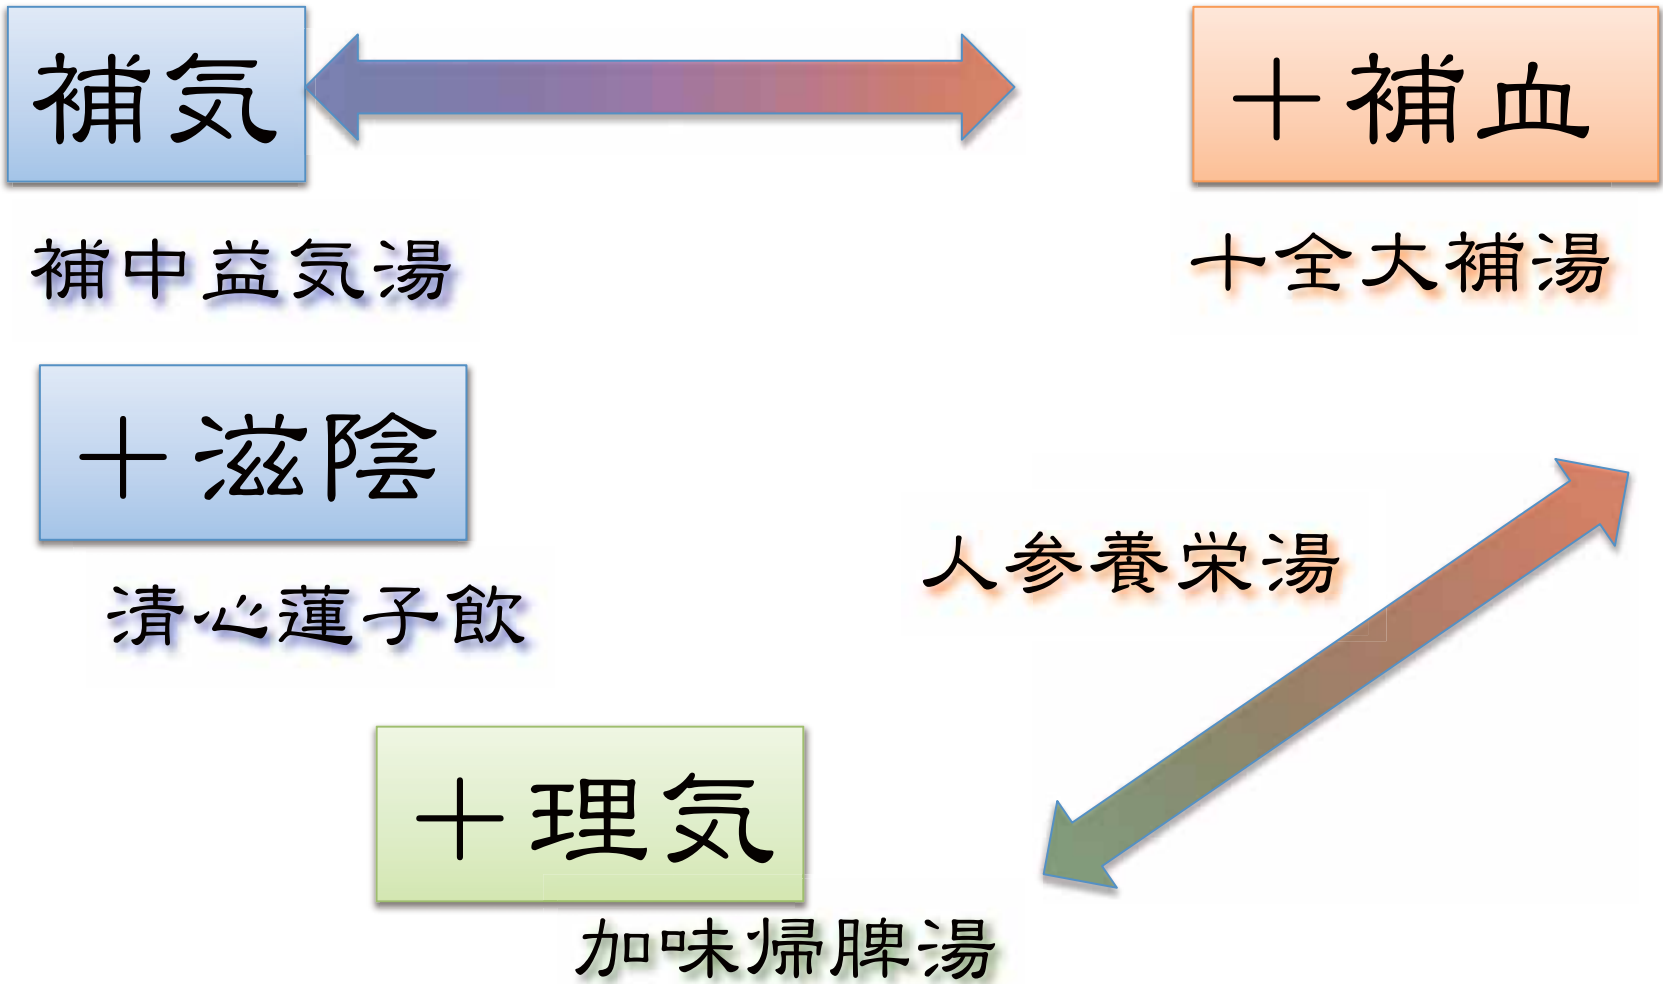 補気
＋補血
補中益気湯
十全大補湯
＋滋陰
人参養栄湯
清心蓮子飲
＋理気
加味帰脾湯